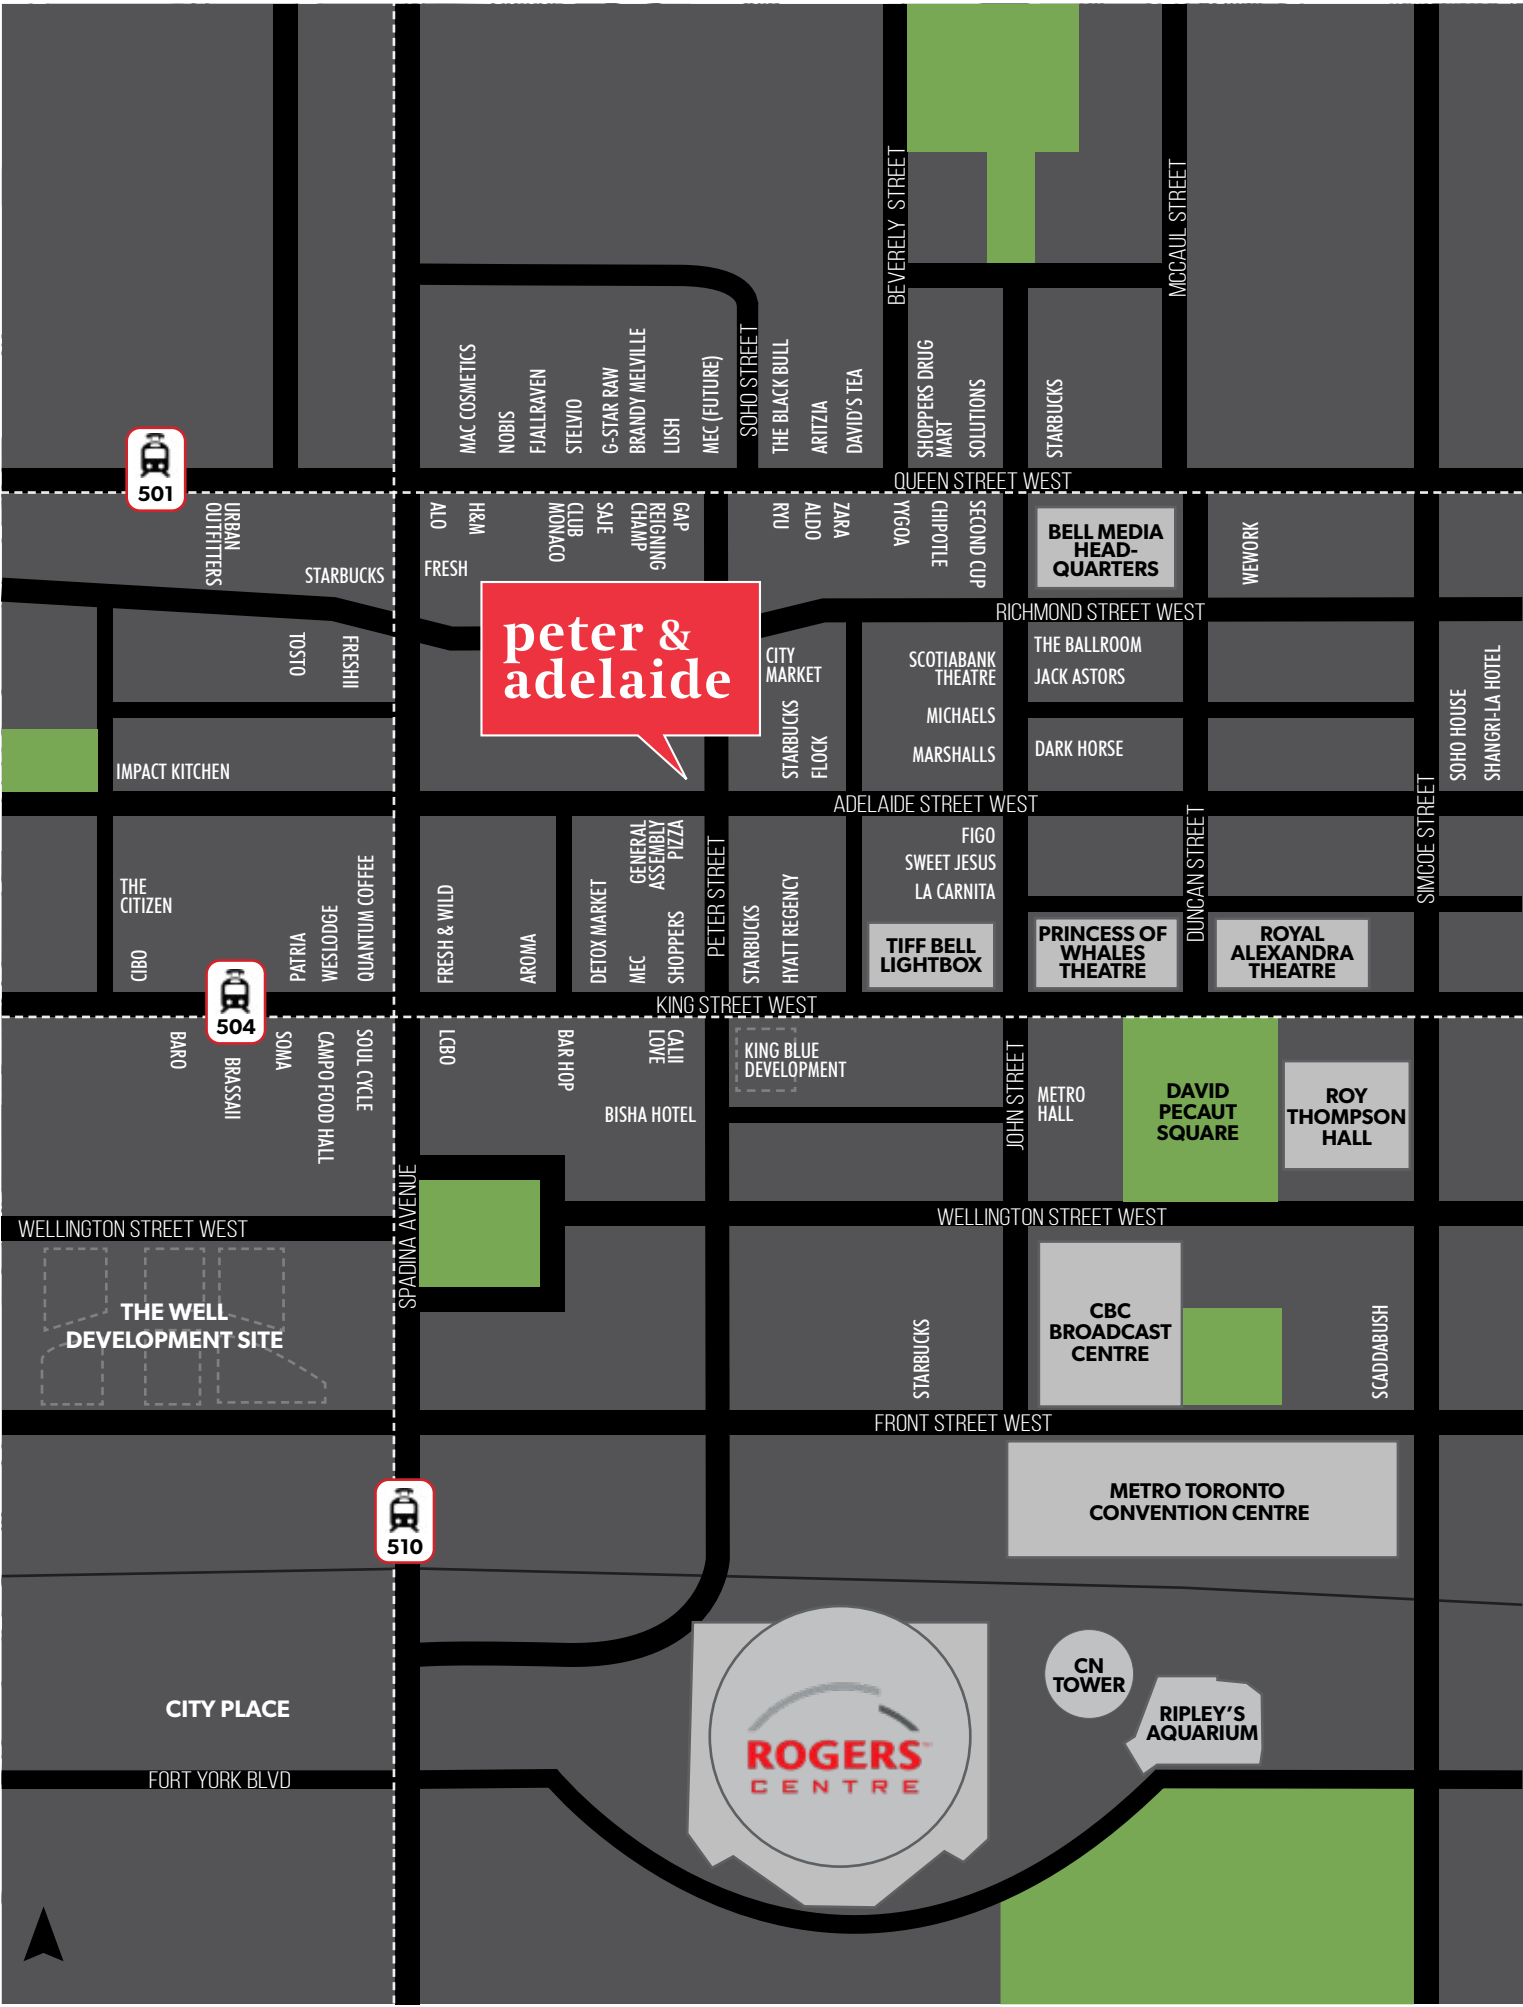 BEVERLY STREET
MCCAUL STREET
MAC COSMETICS
NOBIS
FJALLRAVEN
STELVIO
G-STAR RAW
BRANDY MELVILLE
LUSH
MEC (FUTURE)
SOHO STREET
THE BLACK BULL
ARITZIA
DAVID'S TEA
SHOPPERS DRUG
MART
SOLUTIONS
STARBUCKS
501
QUEEN STREET WEST
URBAN
OUTFITTERS
STARBUCKS
ALO
H&M
FRESH
CLUB
MONACO
SAJE
REIGNING
CHAMP
GAP
RYU
ALDO
ZARA
YYGOA
CHIPOTLE
SECOND CUP
BELL MEDIA
HEAD-
QUARTERS
WEWORK
RICHMOND STREET WEST
TOSTO
FRESHII
peter &
adelaide
CITY
MARKET
STARBUCKS
FLOCK
SCOTIABANK
THEATRE
MICHAELS
MARSHALLS
THE BALLROOM
JACK ASTORS
DARK HORSE
SOHO HOUSE
SHANGRI-LA HOTEL
IMPACT KITCHEN
ADELAIDE STREET WEST
SIMCOE STREET
DUNCAN STREET
THE
CITIZEN
CIBO
PATRIA
WESLODGE
QUANTUM COFFEE
FRESH & WILD
AROMA
DETOX MARKET
GENERAL
ASSEMBLY
PIZZA
MEC
SHOPPERS
PETER STREET
STARBUCKS
HYATT REGENCY
FIGO
SWEET JESUS
LA CARNITA
TIFF BELL
LIGHTBOX
PRINCESS OF
WHALES
THEATRE
ROYAL
ALEXANDRA
THEATRE
504
KING STREET WEST
BARO
BRASSAII
SOMA
CAMPO FOOD HALL
SOUL CYCLE
LCBO
BAR HOP
CALII
LOVE
BISHA HOTEL
KING BLUE
DEVELOPMENT
JOHN STREET
METRO
HALL
DAVID
PECAUT
SQUARE
ROY
THOMPSON
HALL
SPADINA AVENUE
WELLINGTON STREET WEST
WELLINGTON STREET WEST
THE WELL
DEVELOPMENT SITE
STARBUCKS
CBC
BROADCAST
CENTRE
SCADDABUSH
FRONT STREET WEST
510
METRO TORONTO
CONVENTION CENTRE
CITY PLACE
ROGERS
CENTRE
CN
TOWER
RIPLEY'S
AQUARIUM
FORT YORK BLVD